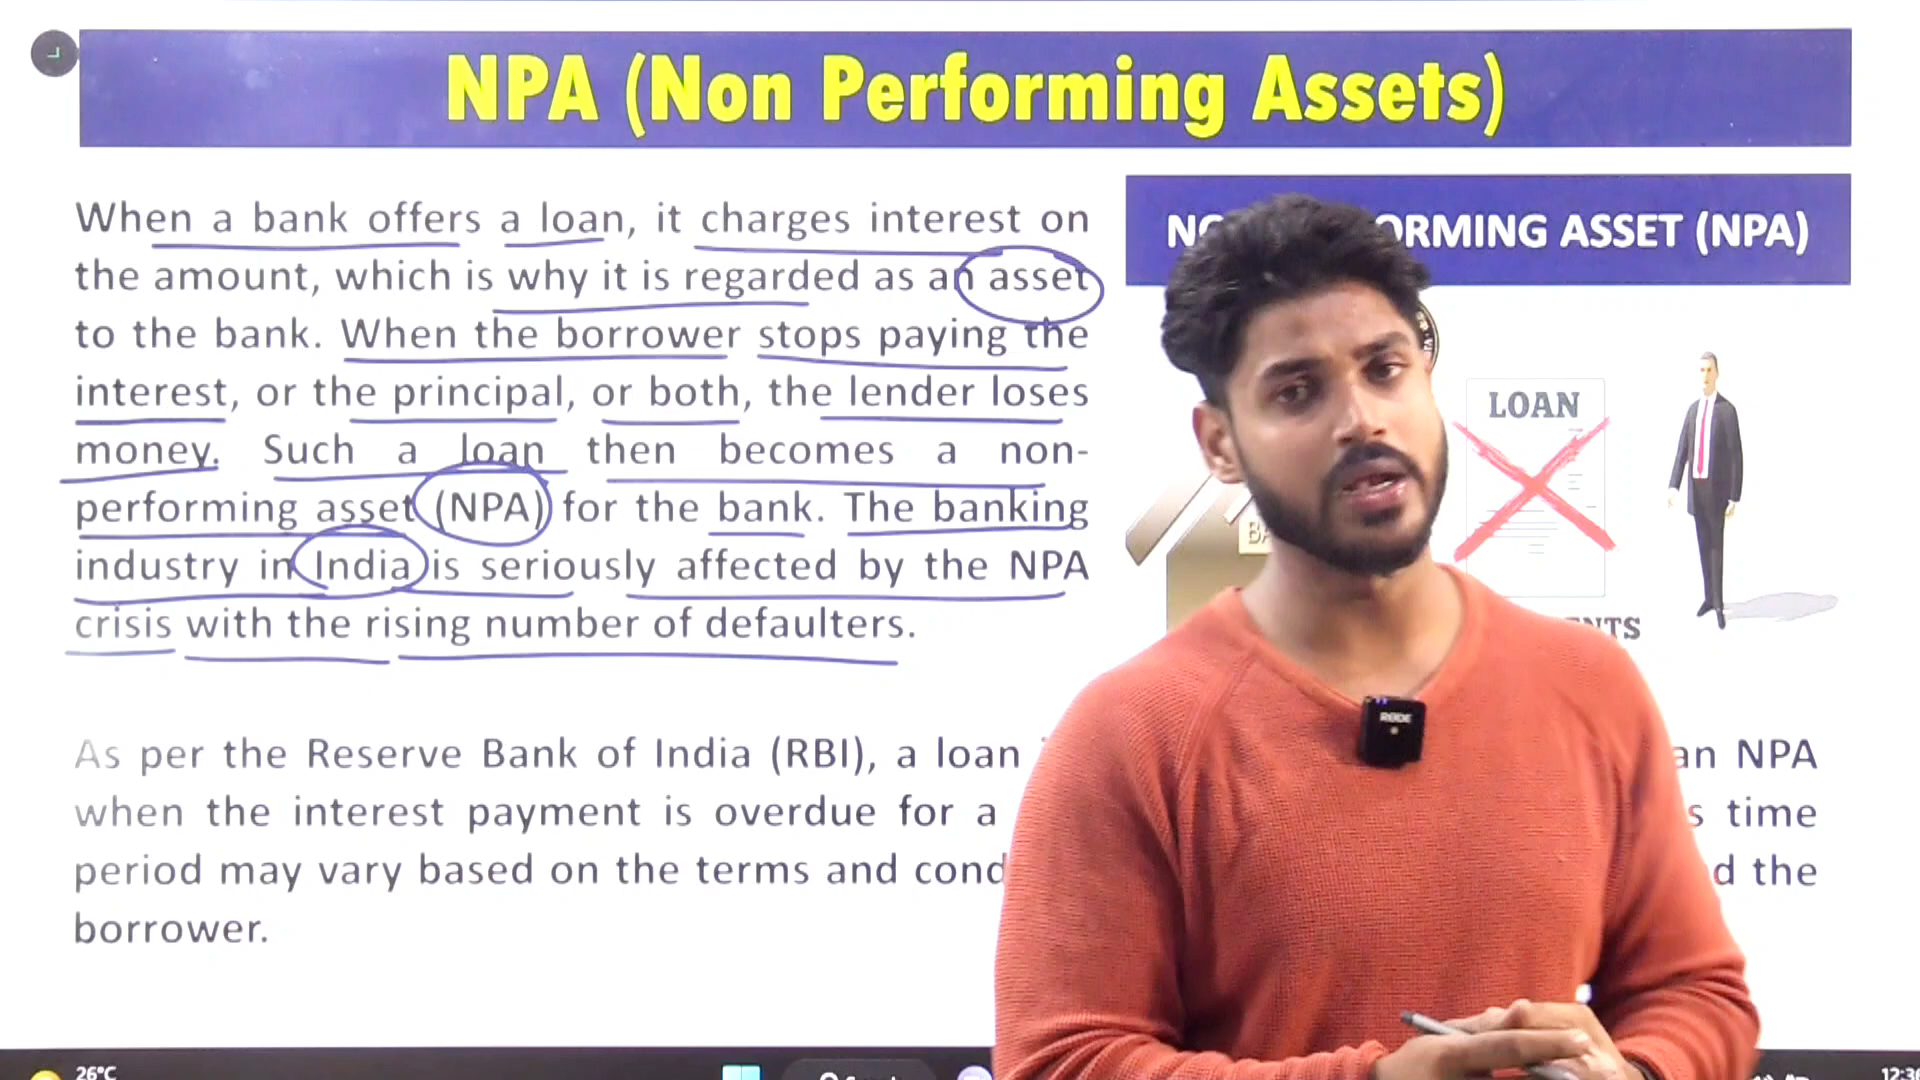 NPA (Non Performing Assets)
When a bank offers a loan, it charges interest on
the amount, which is why it is regarded as an asset
to the bank. When the borrower stops paying the
interest, or the principal, or both, the lender loses
money. Such a loan then becomes a non-
performing asset (NPA) for the bank. The banking
industry in India is seriously affected by the NPA
crisis with the rising number of defaulters.
ORMING ASSET (NPA)
LOAN
As per the Reserve Bank of India (RBI), a loan an NPA
when the interest payment is overdue for a time
period may vary based on the terms and the
borrower.
RODE
26°C